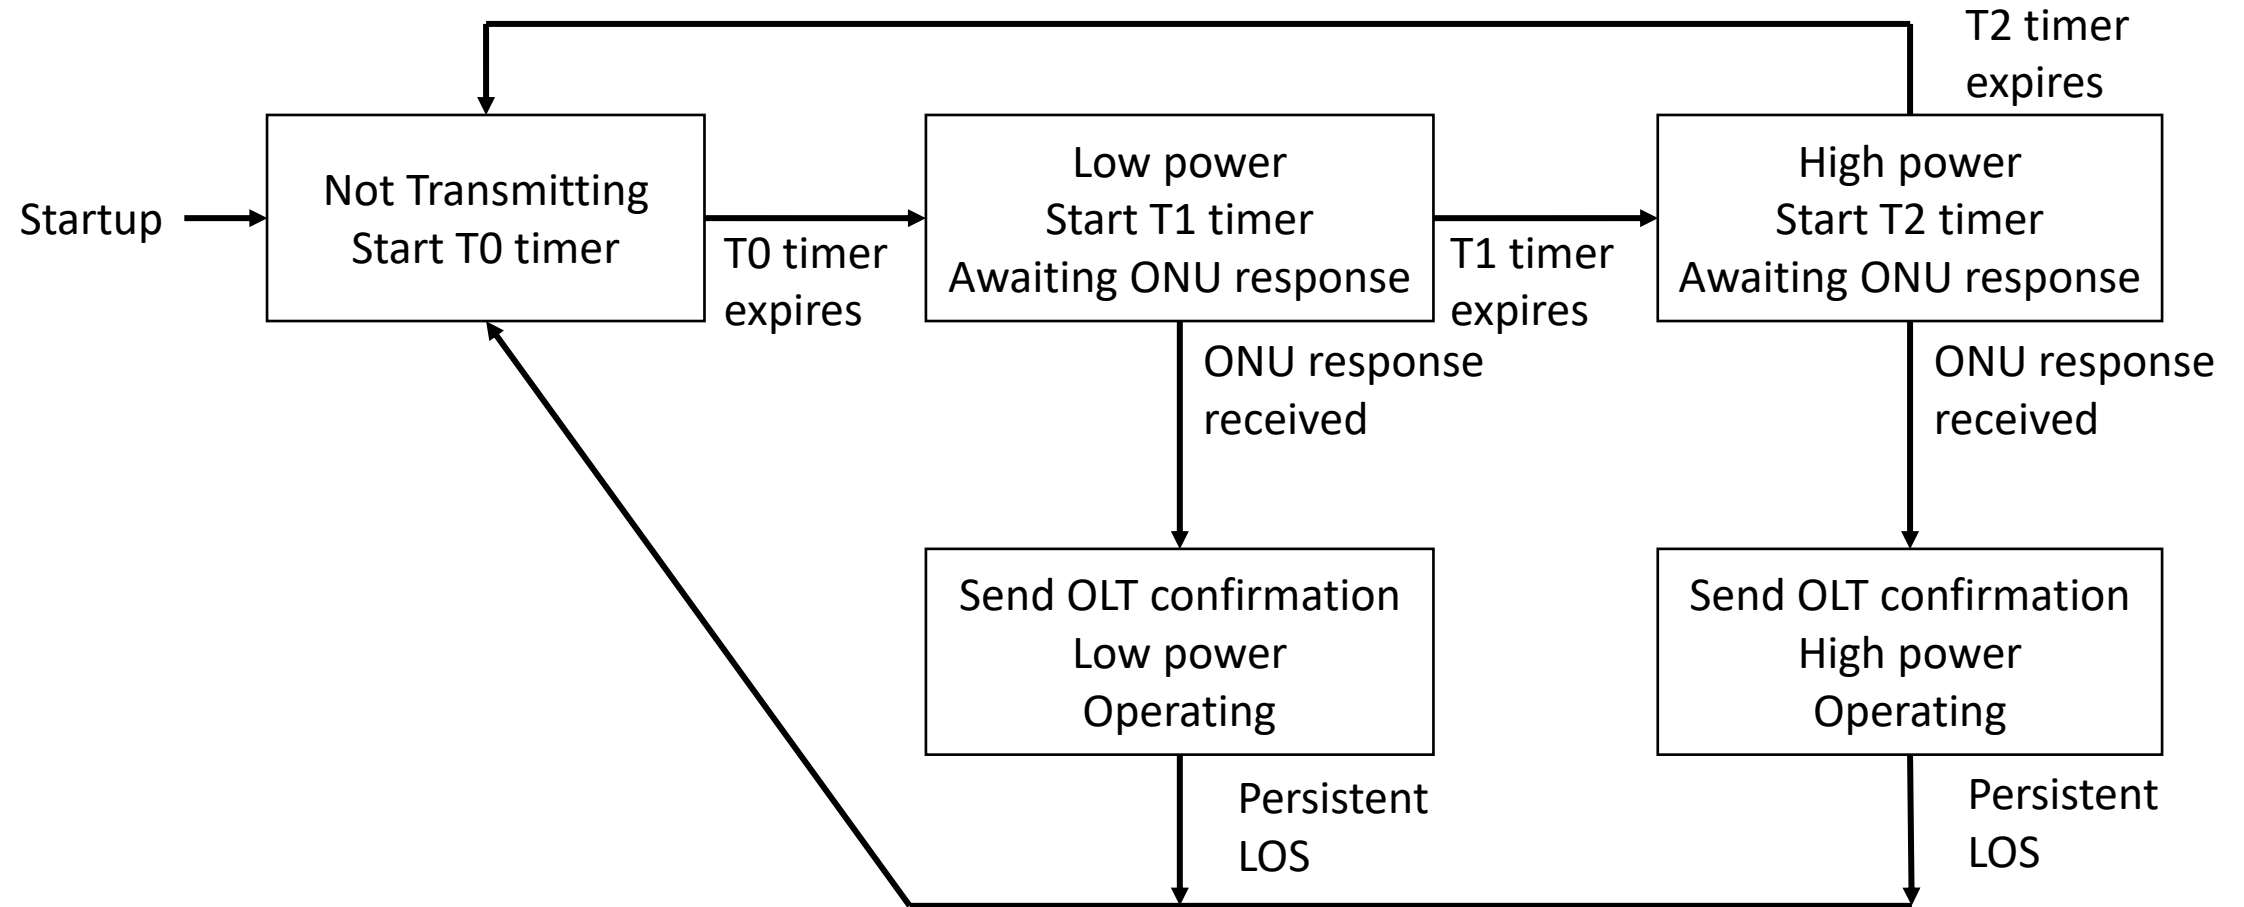 T2 timer
expires
Startup
Not Transmitting
Start T0 timer
T0 timer
expires
Low power
Start T1 timer
Awaiting ONU response
T1 timer
expires
High power
Start T2 timer
Awaiting ONU response
ONU response
received
ONU response
received
Send OLT confirmation
Low power
Operating
Send OLT confirmation
High power
Operating
Persistent
LOS
Persistent
LOS